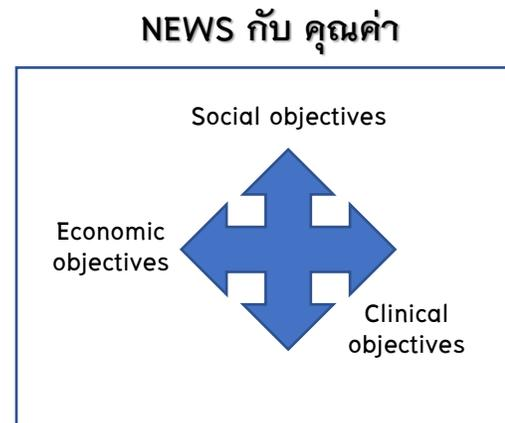 NEWS กับ คุณค่า
Social objectives
Economic
objectives
Clinical
objectives